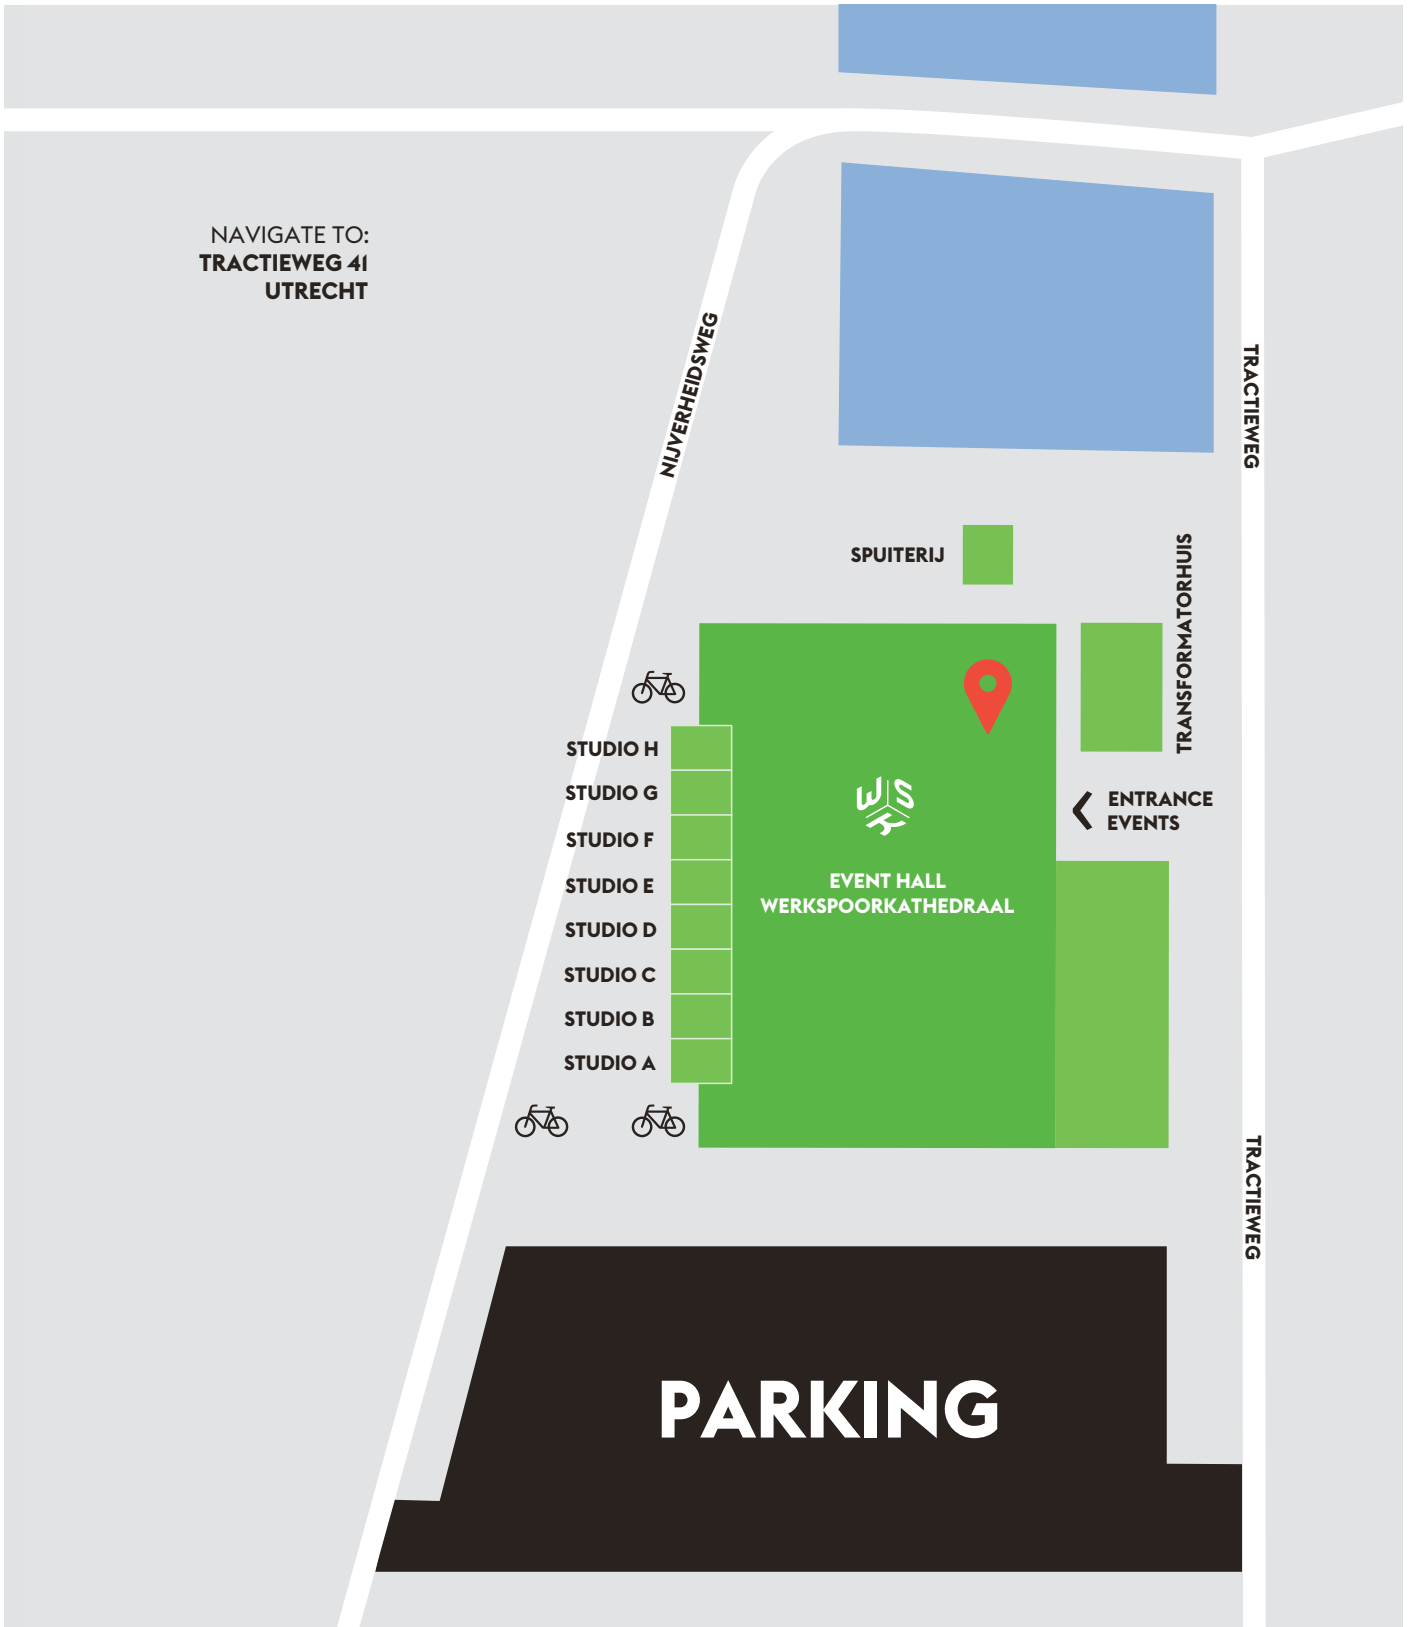 NAVIGATE TO:
TRACTIEWEG 41
UTRECHT
NIJVERHEIDSWEG
TRACTIEWEG
SPUITERIJ
TRANSFORMATORHUIS
STUDIO H
STUDIO G
STUDIO F
STUDIO E
STUDIO D
STUDIO C
STUDIO B
STUDIO A
WSK
EVENT HALL
WERKSPOORKATHEDRAAL
ENTRANCE
EVENTS
TRACTIEWEG
PARKING